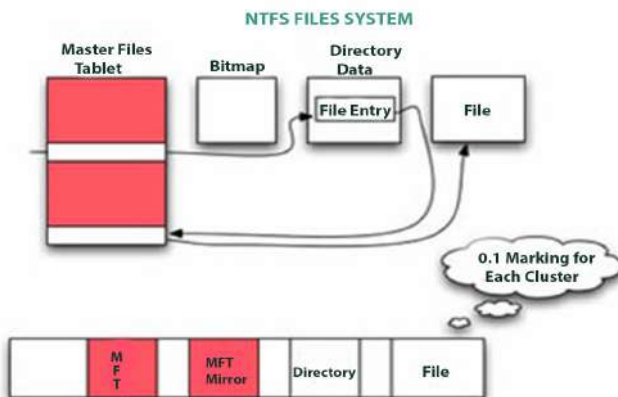 NTFS FILES SYSTEM
Master Files
Tablet
Bitmap
Directory
Data
File Entry
File
0.1 Marking for
Each Cluster
M
F
T
MFT
Mirror
Directory
File